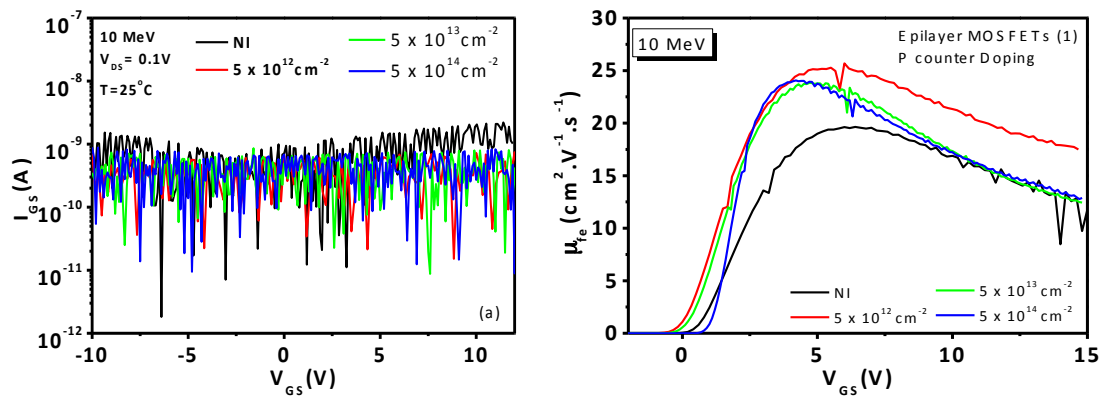 10 MeV
V_DS = 0.1V
T=25°C
NI
5 x 10^12 cm^-2
5 x 10^13 cm^-2
5 x 10^14 cm^-2
10^-7
10^-8
10^-9
10^-10
10^-11
10^-12
I_GS (A)
-10
-5
0
5
10
V_GS (V)
(a)
10 MeV
Epilayer MOSFETs (1)
P counter Doping
30
25
20
15
10
5
0
μ_fe (cm^2.V^-1.s^-1)
NI
5 x 10^12 cm^-2
5 x 10^13 cm^-2
5 x 10^14 cm^-2
0
5
10
15
V_GS (V)